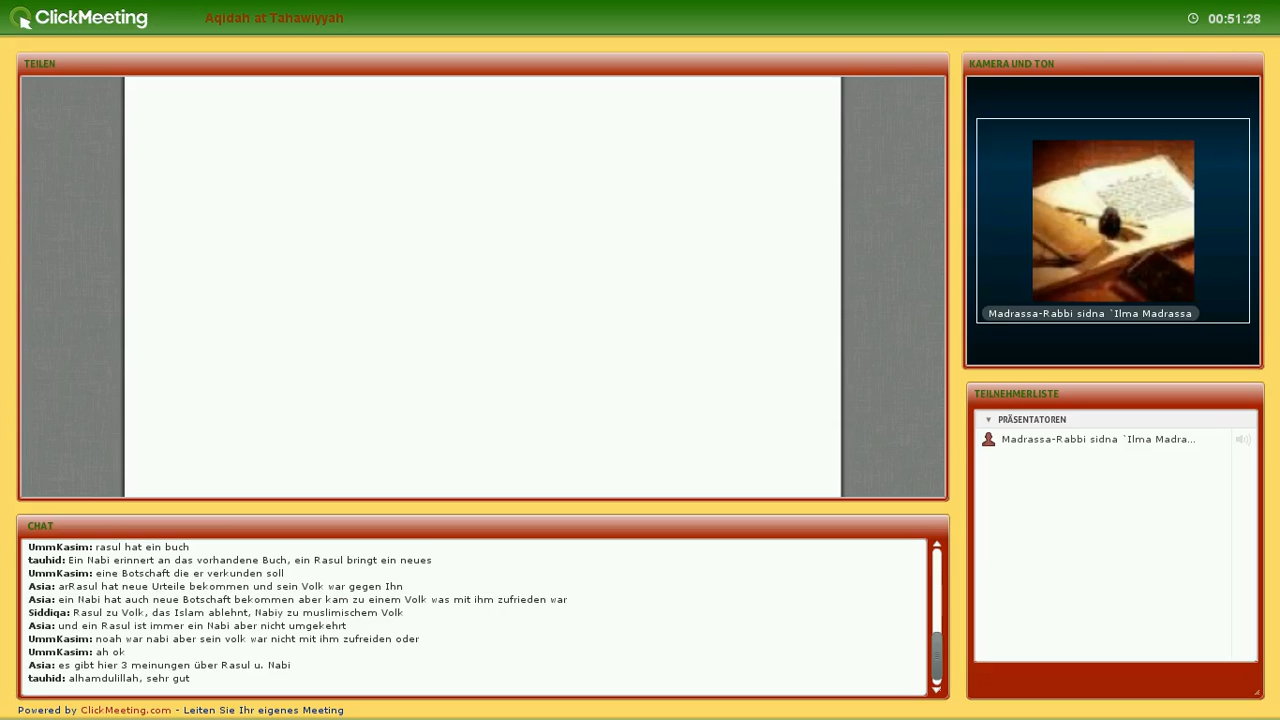 ClickMeeting
Aqidah at Tahawiyyah
00:51:28
TEILEN
KAMERA UND TON
Madrassa-Rabbi sidna `Ilma Madrassa
TEILNEHMERLISTE
PRÄSENTATOREN
Madrassa-Rabbi sidna `Ilma Madra...
CHAT
UmmKasim: rasul hat ein buch
tauhid: Ein Nabi erinnert an das vorhandene Buch, ein Rasul bringt ein neues
UmmKasim: eine Botschaft die er verkunden soll
Asia: arRasul hat neue Urteile bekommen und sein Volk war gegen Ihn
Asia: ein Nabi hat auch neue Botschaft bekommen aber kam zu einem Volk was mit ihm zufrieden war
Siddiqa: Rasul zu Volk, das Islam ablehnt, Nabiy zu muslimischem Volk
Asia: und ein Rasul ist immer ein Nabi aber nicht umgekehrt
UmmKasim: noah war nabi aber sein volk war nicht mit ihm zufreiden oder
UmmKasim: ah ok
Asia: es gibt hier 3 meinungen über Rasul u. Nabi
tauhid: alhamdulillah, sehr gut
Powered by ClickMeeting.com - Leiten Sie Ihr eigenes Meeting